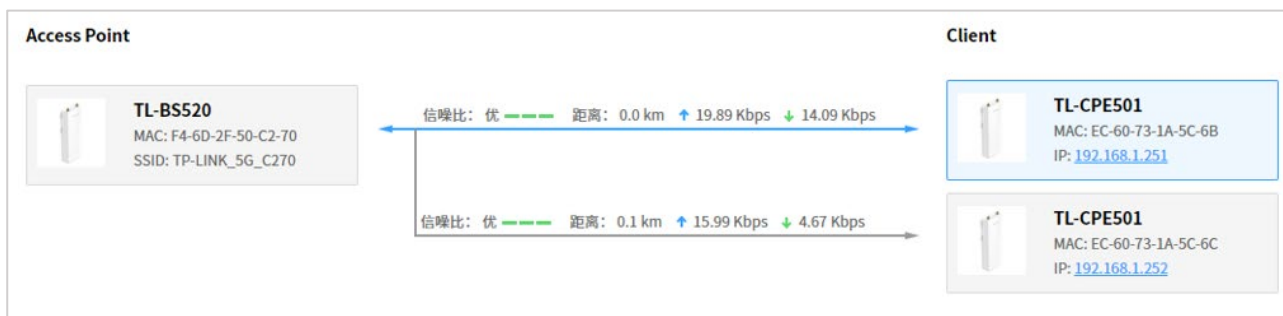 Access Point
Client
TL-BS520
MAC: F4-6D-2F-50-C2-70
SSID: TP-LINK_5G_C270
信噪比： 优 距离： 0.0 km ↑ 19.89 Kbps ↓ 14.09 Kbps
TL-CPE501
MAC: EC-60-73-1A-5C-6B
IP: 192.168.1.251
信噪比： 优 距离： 0.1 km ↑ 15.99 Kbps ↓ 4.67 Kbps
TL-CPE501
MAC: EC-60-73-1A-5C-6C
IP: 192.168.1.252